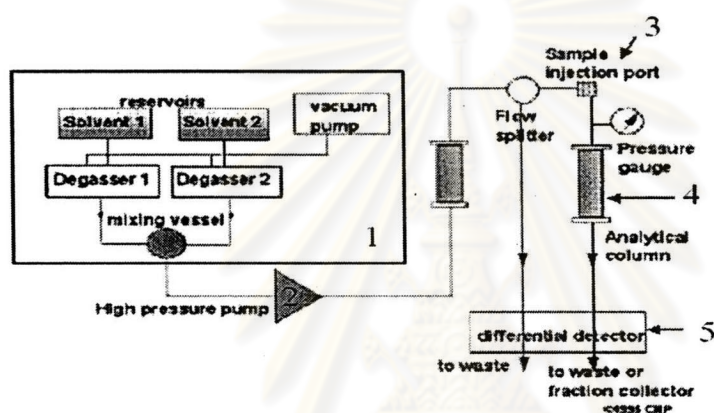 reservoirs
Solvent 1
Solvent 2
vacuum
pump
Degasser 1
Degasser 2
mixing vessel
1
High pressure pump
2
Flow
splitter
3
Sample
injection port
Pressure
gauge
4
Analytical
column
differential detector
5
to waste
to waste or
fraction collector
©1995 CHP